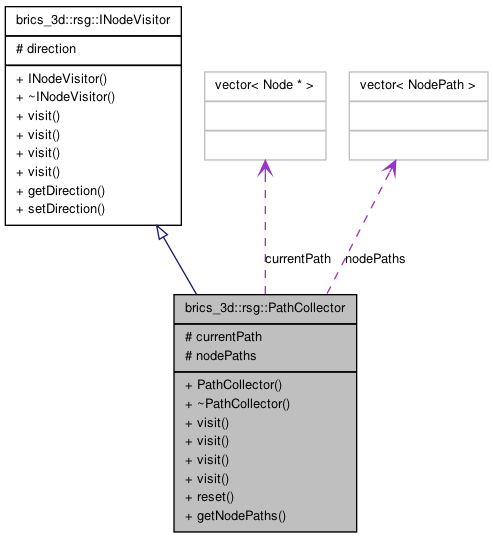 brics_3d::rsg::INodeVisitor
# direction
+ INodeVisitor()
+ ~INodeVisitor()
+ visit()
+ visit()
+ visit()
+ visit()
+ getDirection()
+ setDirection()
vector< Node * >
vector< NodePath >
currentPath
nodePaths
brics_3d::rsg::PathCollector
# currentPath
# nodePaths
+ PathCollector()
+ ~PathCollector()
+ visit()
+ visit()
+ visit()
+ visit()
+ reset()
+ getNodePaths()